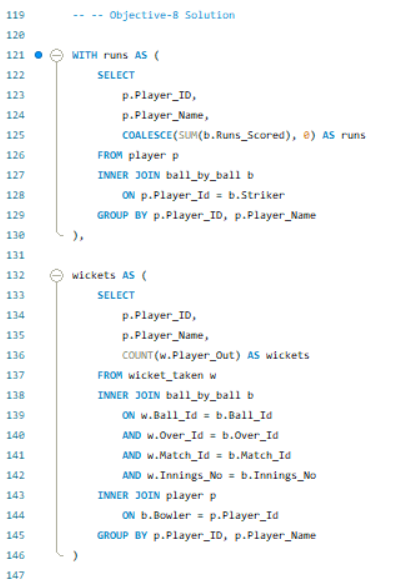 119 -- -- Objective-8 Solution
120
121 WITH runs AS (
122 SELECT
123 p.Player_ID,
124 p.Player_Name,
125 COALESCE(SUM(b.Runs_Scored), 0) AS runs
126 FROM player p
127 INNER JOIN ball_by_ball b
128 ON p.Player_Id = b.Striker
129 GROUP BY p.Player_ID, p.Player_Name
130 ),
131
132 wickets AS (
133 SELECT
134 p.Player_ID,
135 p.Player_Name,
136 COUNT(w.Player_Out) AS wickets
137 FROM wicket_taken w
138 INNER JOIN ball_by_ball b
139 ON w.Ball_Id = b.Ball_Id
140 AND w.Over_Id = b.Over_Id
141 AND w.Match_Id = b.Match_Id
142 AND w.Innings_No = b.Innings_No
143 INNER JOIN player p
144 ON b.Bowler = p.Player_Id
145 GROUP BY p.Player_ID, p.Player_Name
146 )
147